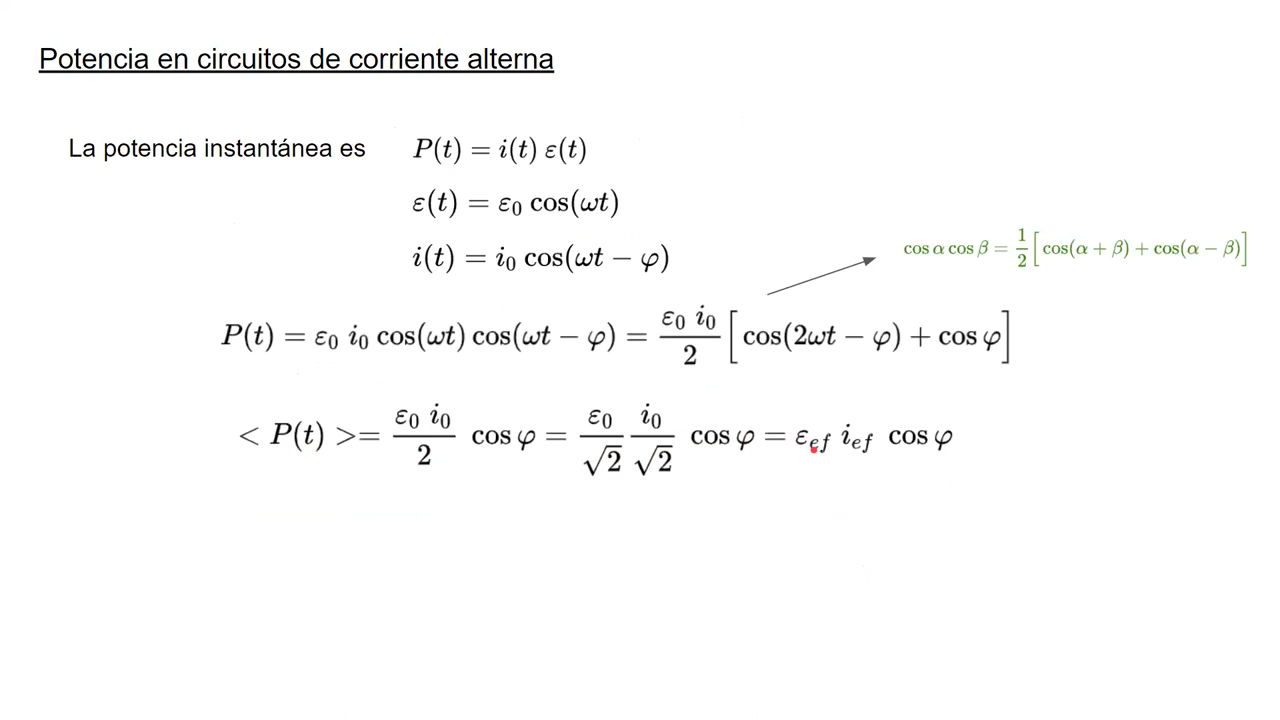 Potencia en circuitos de corriente alterna
La potencia instantánea es P(t) = i(t) ε(t)
ε(t) = ε₀ cos(ωt)
i(t) = i₀ cos(ωt − φ)
cos α cos β = 1/2 [cos(α + β) + cos(α − β)]
P(t) = ε₀ i₀ cos(ωt) cos(ωt − φ) = ε₀ i₀/2 [cos(2ωt − φ) + cos φ]
< P(t) >= ε₀ i₀/2 cos φ = ε₀/√2 i₀/√2 cos φ = ε_ef i_ef cos φ